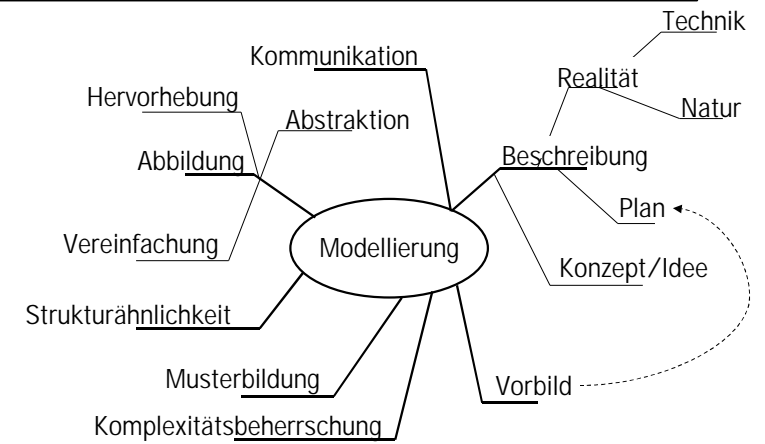 Technik
Kommunikation
Realität
Hervorhebung
Natur
Abstraktion
Abbildung
Beschreibung
Plan
Vereinfachung
Modellierung
Konzept/Idee
Strukturähnlichkeit
Musterbildung
Vorbild
Komplexitätsbeherrschung